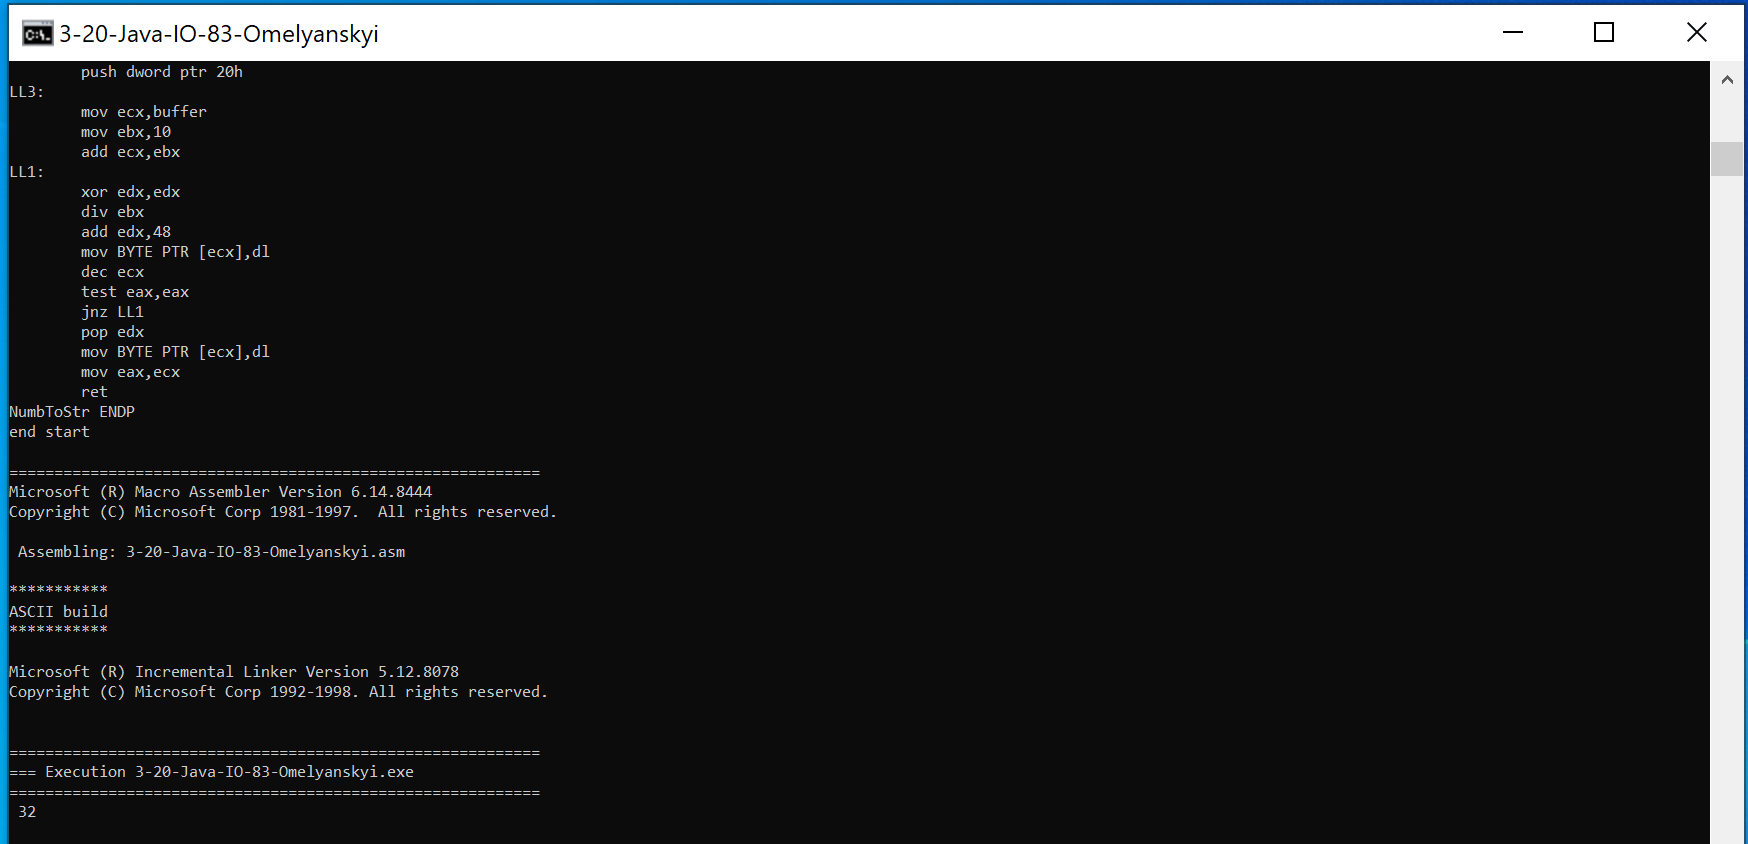 3-20-Java-IO-83-Omelyanskyi
push dword ptr 20h
LL3:
mov ecx,buffer
mov ebx,10
add ecx,ebx
LL1:
xor edx,edx
div ebx
add edx,48
mov BYTE PTR [ecx],dl
dec ecx
test eax,eax
jnz LL1
pop edx
mov BYTE PTR [ecx],dl
mov eax,ecx
ret
NumbToStr ENDP
end start
===========================================================
Microsoft (R) Macro Assembler Version 6.14.8444
Copyright (C) Microsoft Corp 1981-1997.  All rights reserved.
Assembling: 3-20-Java-IO-83-Omelyanskyi.asm
***********
ASCII build
***********
Microsoft (R) Incremental Linker Version 5.12.8078
Copyright (C) Microsoft Corp 1992-1998. All rights reserved.
===========================================================
=== Execution 3-20-Java-IO-83-Omelyanskyi.exe
===========================================================
32